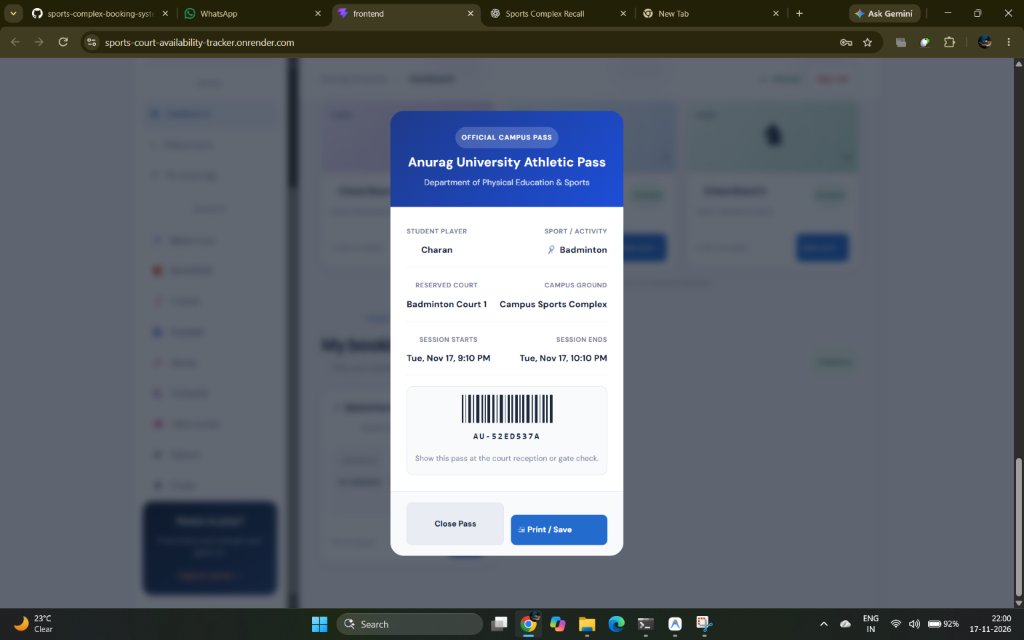 sports-complex-booking-syst
WhatsApp
frontend
Sports Complex Recall
New Tab
Ask Gemini
sports-court-availability-tracker.onrender.com
OFFICIAL CAMPUS PASS
Anurag University Athletic Pass
Department of Physical Education & Sports
STUDENT PLAYER
Charan
SPORT / ACTIVITY
Badminton
RESERVED COURT
Badminton Court 1
CAMPUS GROUND
Campus Sports Complex
SESSION STARTS
Tue, Nov 17, 9:10 PM
SESSION ENDS
Tue, Nov 17, 10:10 PM
AU-52ED537A
Show this pass at the court reception or gate check.
Close Pass
Print / Save
My book
23°C
Clear
Search
ENG
IN
92%
22:00
17-11-2026